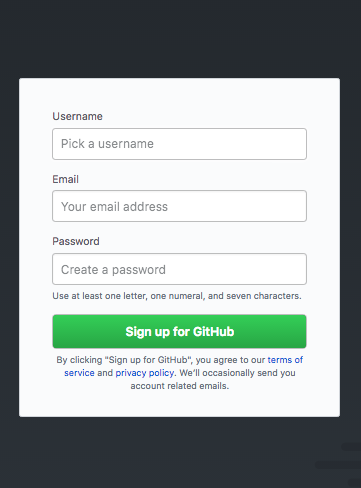 Username
Pick a username
Email
Your email address
Password
Create a password
Use at least one letter, one numeral, and seven characters.
Sign up for GitHub
By clicking "Sign up for GitHub", you agree to our terms of
service and privacy policy. We'll occasionally send you
account related emails.